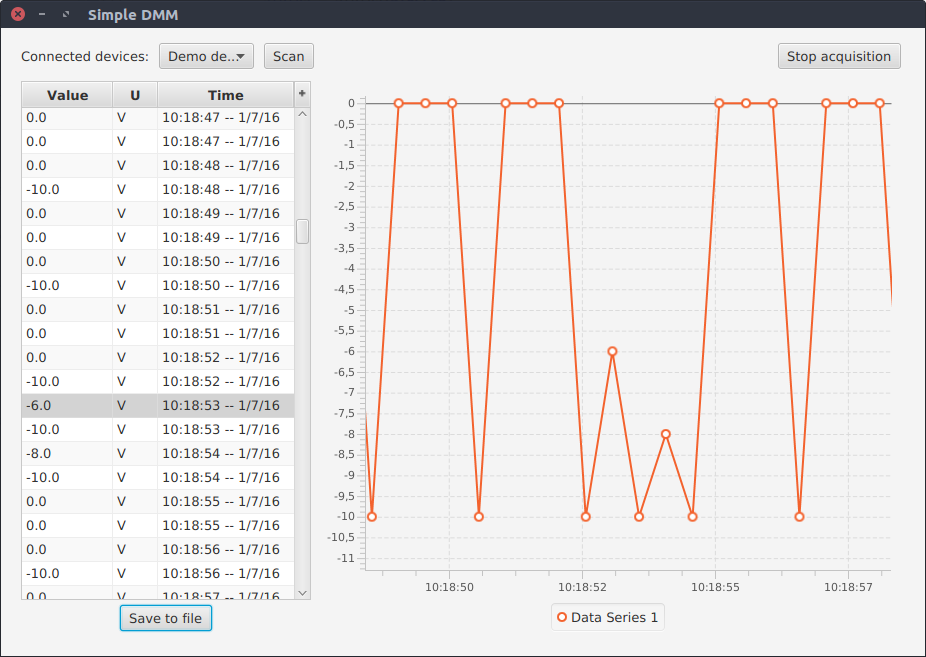 Simple DMM
Connected devices: Demo de... Scan Stop acquisition
Value U Time +
0.0 V 10:18:47 -- 1/7/16
0.0 V 10:18:47 -- 1/7/16
0.0 V 10:18:48 -- 1/7/16
-10.0 V 10:18:48 -- 1/7/16
0.0 V 10:18:49 -- 1/7/16
0.0 V 10:18:49 -- 1/7/16
0.0 V 10:18:50 -- 1/7/16
-10.0 V 10:18:50 -- 1/7/16
0.0 V 10:18:51 -- 1/7/16
0.0 V 10:18:51 -- 1/7/16
0.0 V 10:18:52 -- 1/7/16
-10.0 V 10:18:52 -- 1/7/16
-6.0 V 10:18:53 -- 1/7/16
-10.0 V 10:18:53 -- 1/7/16
-8.0 V 10:18:54 -- 1/7/16
-10.0 V 10:18:54 -- 1/7/16
0.0 V 10:18:55 -- 1/7/16
0.0 V 10:18:55 -- 1/7/16
0.0 V 10:18:56 -- 1/7/16
-10.0 V 10:18:56 -- 1/7/16
0.0 V 10:18:57 -- 1/7/16
Save to file
0
-0,5
-1
-1,5
-2
-2,5
-3
-3,5
-4
-4,5
-5
-5,5
-6
-6,5
-7
-7,5
-8
-8,5
-9
-9,5
-10
-10,5
-11
10:18:50 10:18:52 10:18:55 10:18:57
Data Series 1